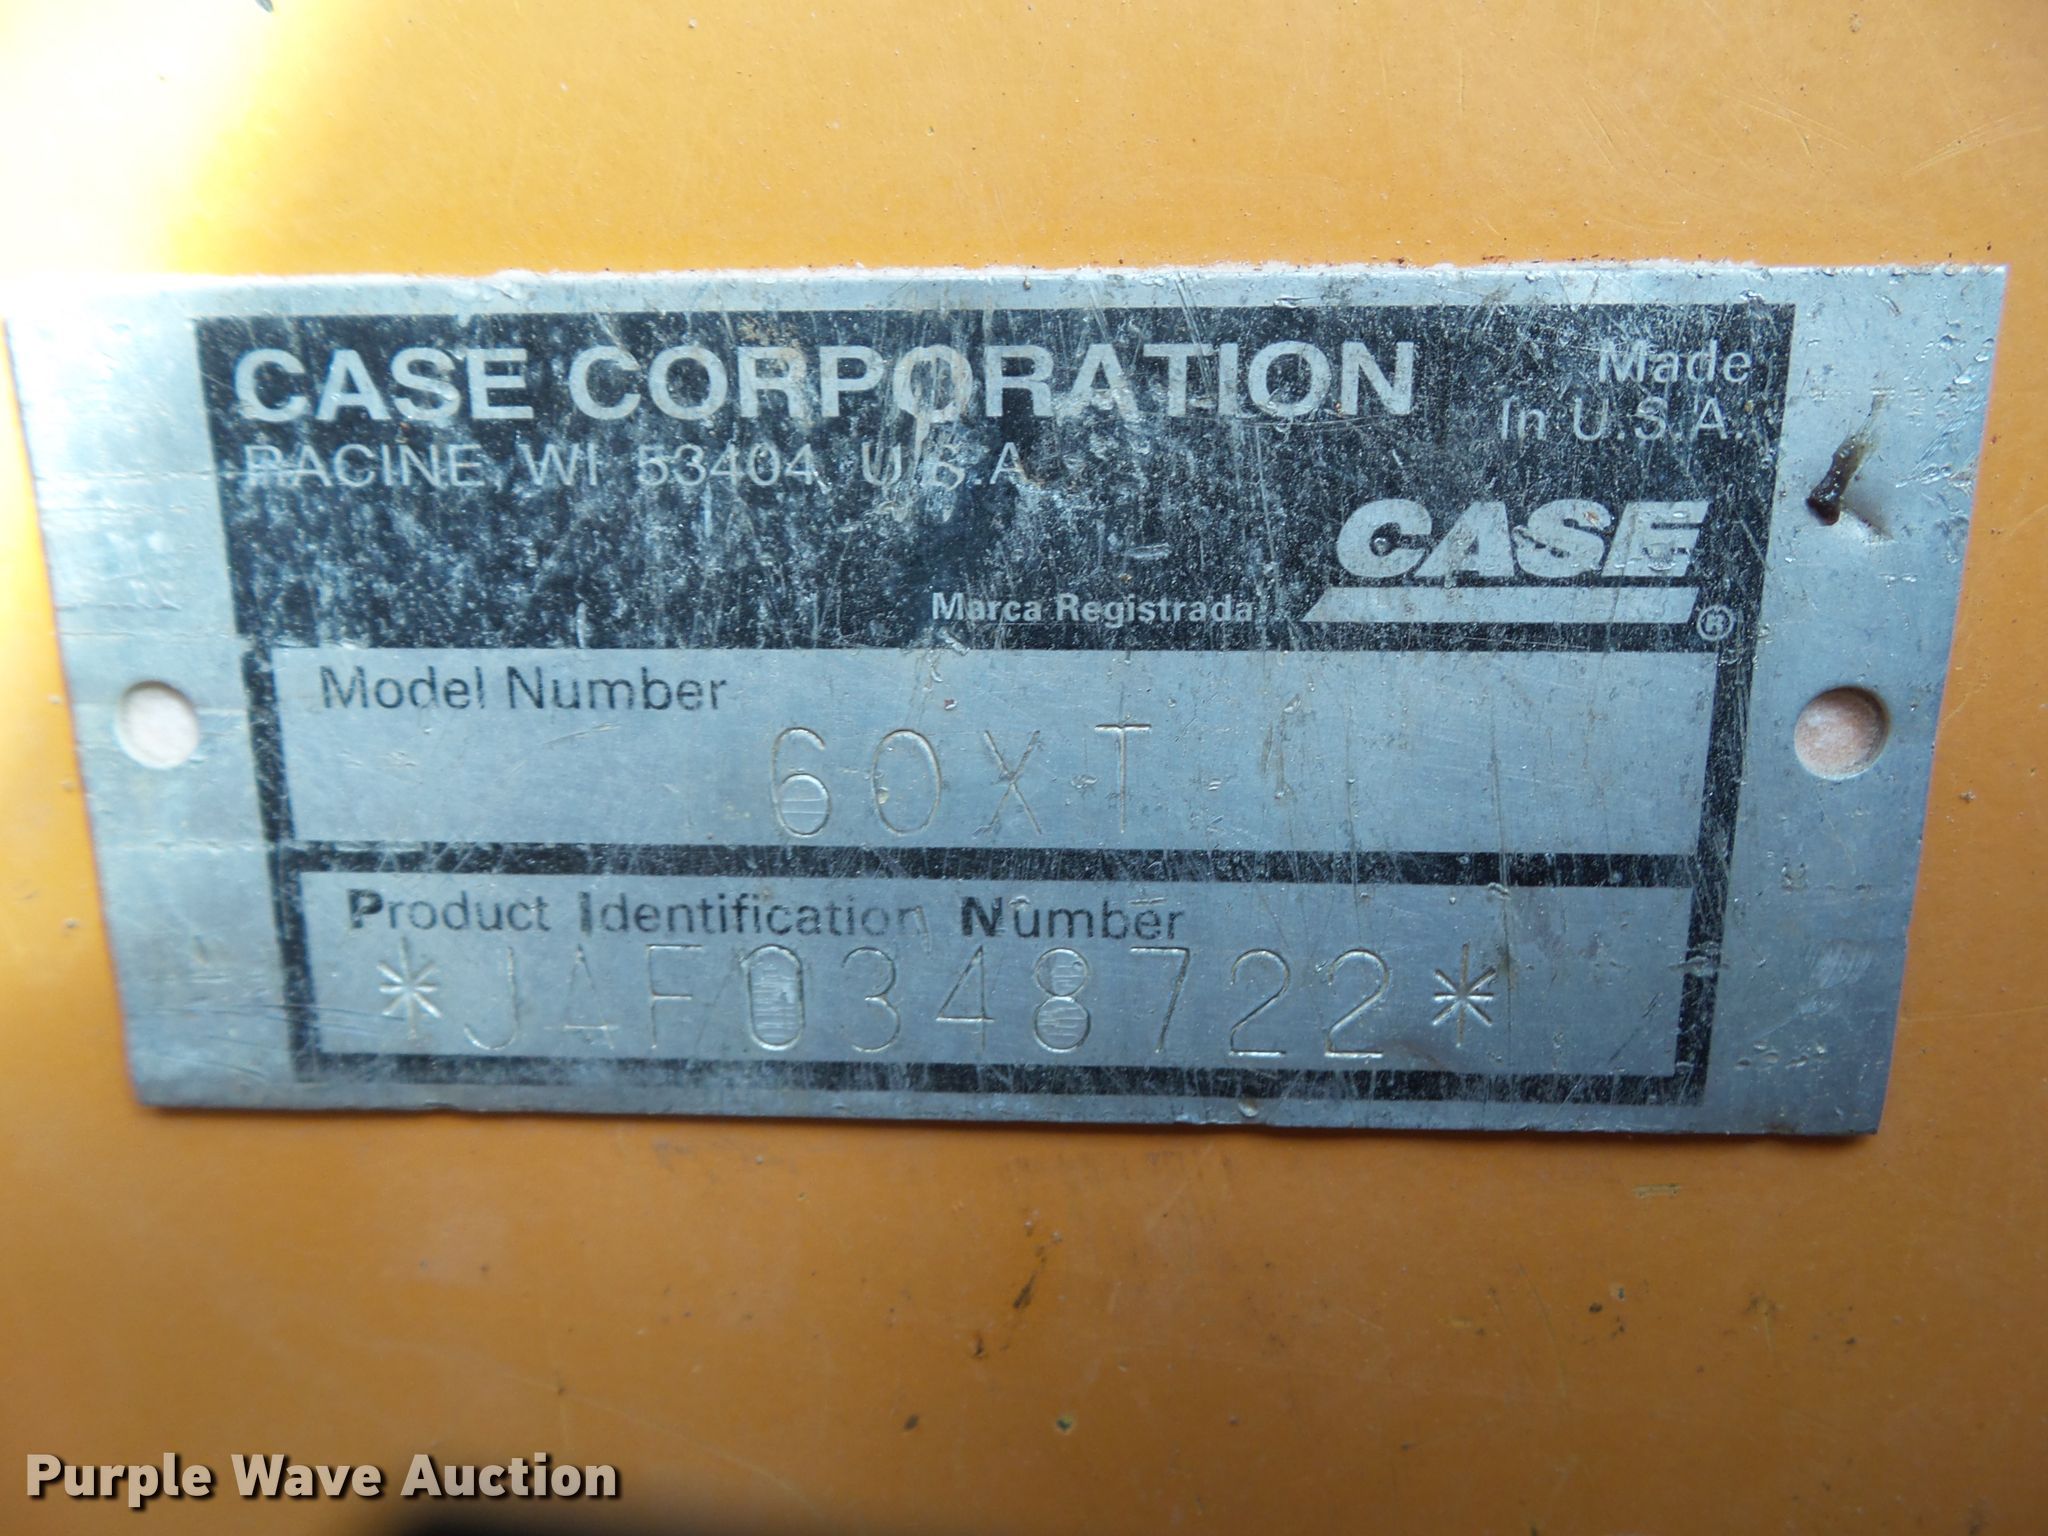 CASE CORPORATION
RACINE, WI 53404 U.S.A.
Made
In U.S.A.
CASE
Marca Registrada ®
Model Number
60XT
Product Identification Number
*JAF0348722*
Purple Wave Auction